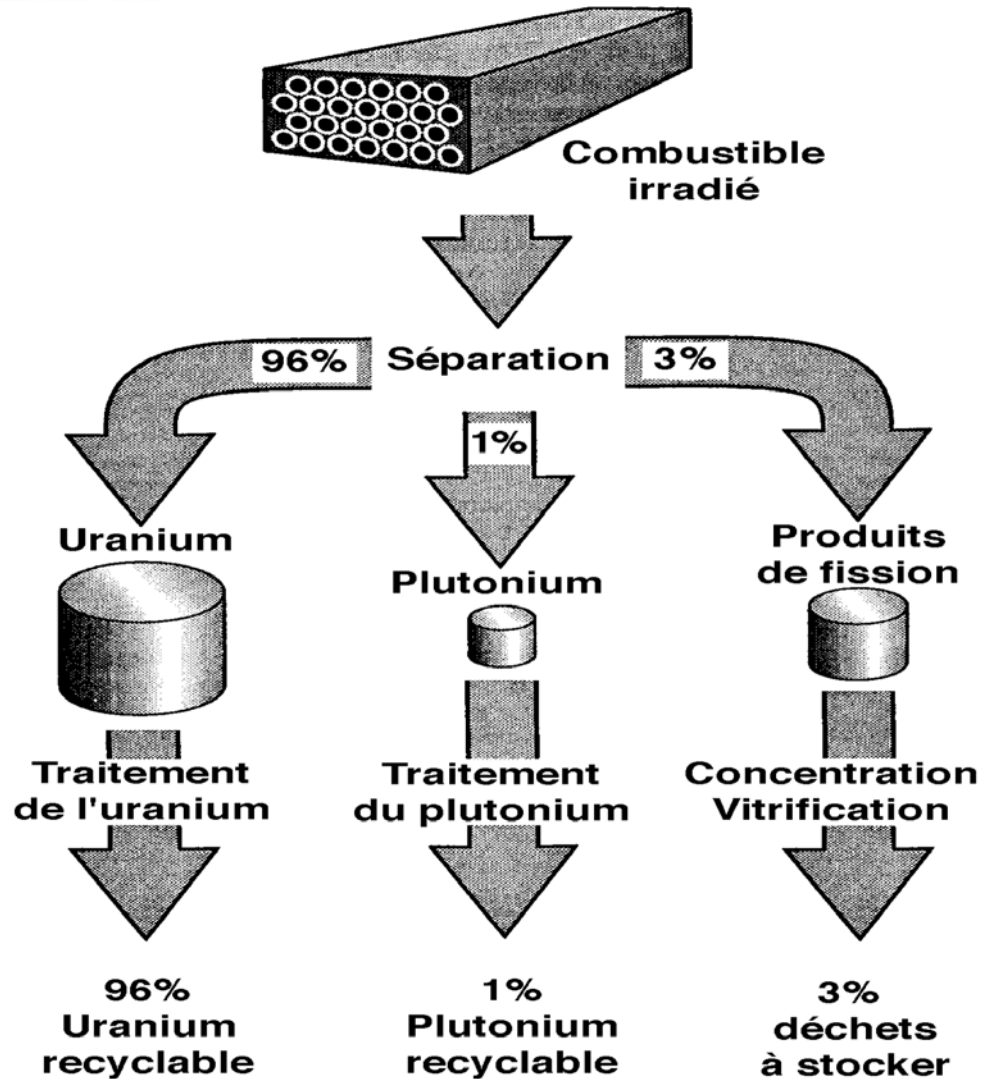 Combustible
irradié
96%
Séparation
3%
1%
Uranium
Plutonium
Produits
de fission
Traitement
de l'uranium
Traitement
du plutonium
Concentration
Vitrification
96%
Uranium
recyclable
1%
Plutonium
recyclable
3%
déchets
à stocker